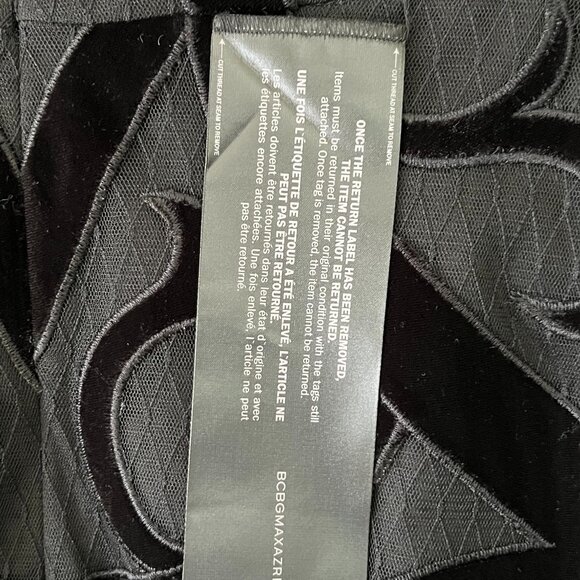 CUT THREAD AT SEAM TO REMOVE
CUT THREAD AT SEAM TO REMOVE
ONCE THE RETURN LABEL HAS BEEN REMOVED,
THE ITEM CANNOT BE RETURNED.
Items must be returned in their original condition with the tags still
attached. Once tag is removed, the item cannot be returned.
UNE FOIS L'ÉTIQUETTE DE RETOUR A ÉTÉ ENLEVÉ, L'ARTICLE NE
PEUT PAS ÊTRE RETOURNÉ.
Les articles doivent être retournés dans leur état d'origine et avec
les étiquettes encore attachées. Une fois enlevé, l'article ne peut
pas être retourné.
BCBGMAXAZRI